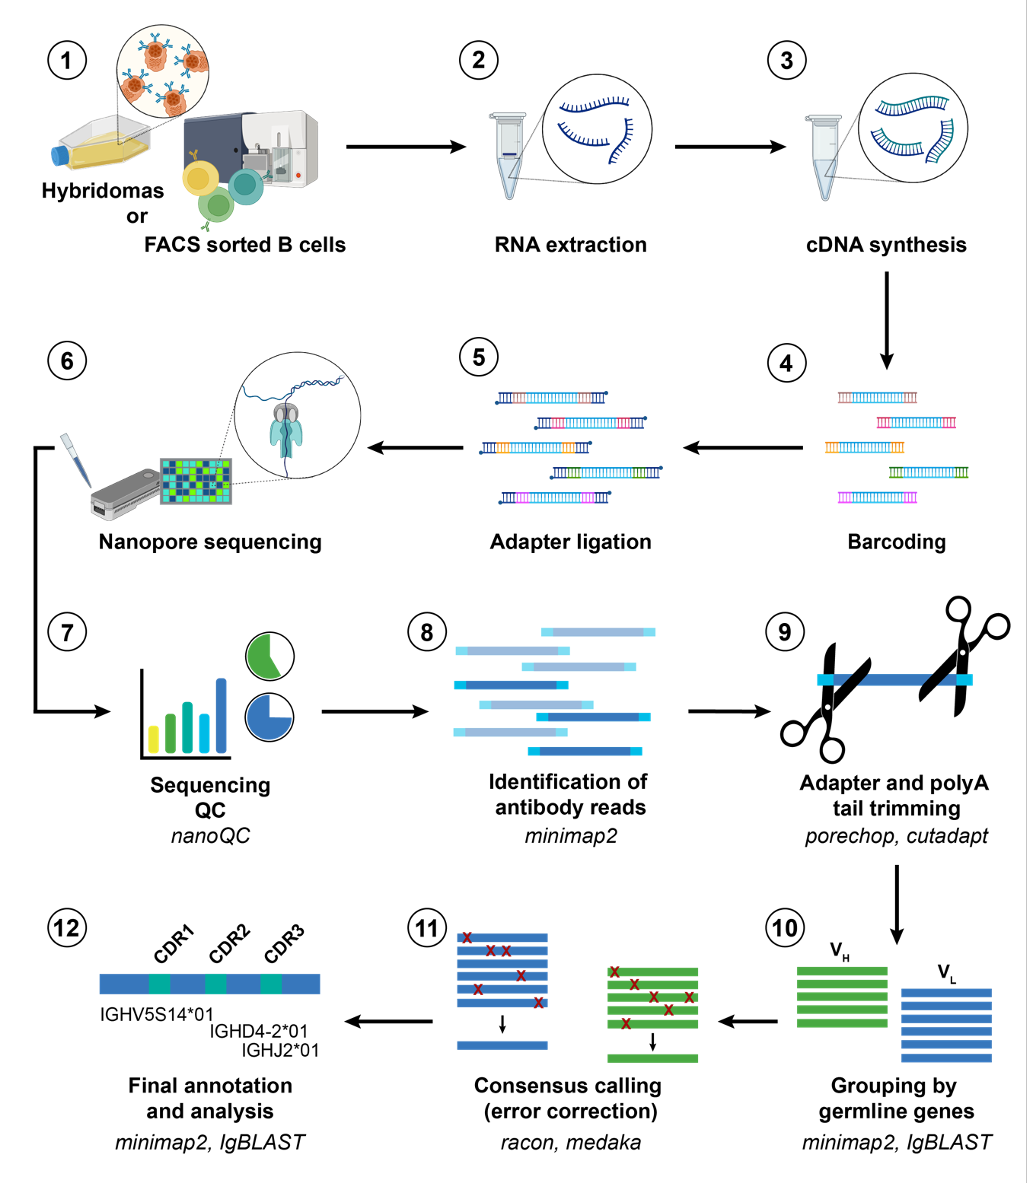 1
Hybridomas
or
FACS sorted B cells
2
RNA extraction
3
cDNA synthesis
4
Barcoding
5
Adapter ligation
6
Nanopore sequencing
7
Sequencing
QC
nanoQC
8
Identification of
antibody reads
minimap2
9
Adapter and polyA
tail trimming
porechop, cutadapt
10
VH
VL
Grouping by
germline genes
minimap2, IgBLAST
11
X
X X
X
X
X
X
X
X X
X
X
Consensus calling
(error correction)
racon, medaka
12
CDR1 CDR2 CDR3
IGHV5S14*01
IGHD4-2*01
IGHJ2*01
Final annotation
and analysis
minimap2, IgBLAST